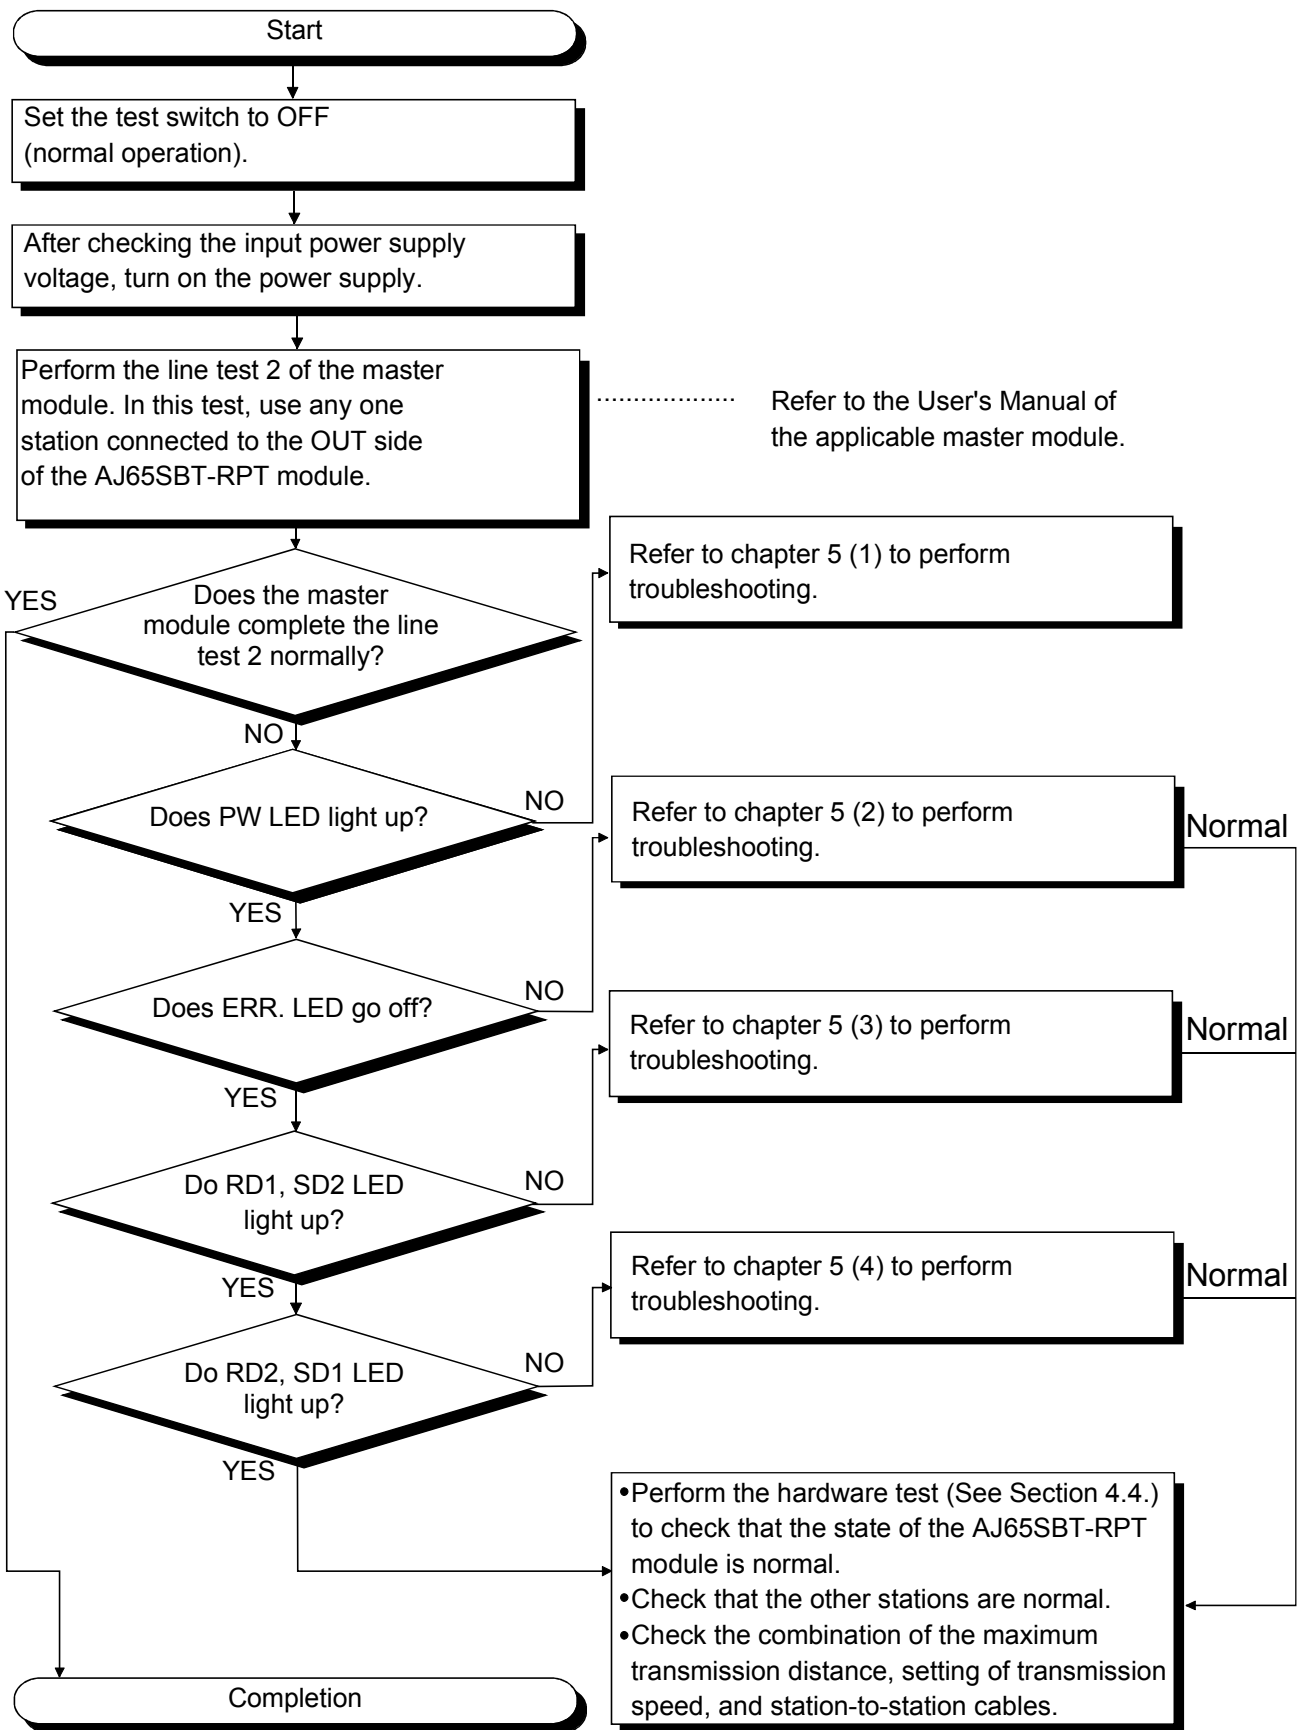 Start
Set the test switch to OFF
(normal operation).
After checking the input power supply
voltage, turn on the power supply.
Perform the line test 2 of the master
module. In this test, use any one
station connected to the OUT side
of the AJ65SBT-RPT module.
Refer to the User's Manual of
the applicable master module.
YES
Does the master
module complete the line
test 2 normally?
Refer to chapter 5 (1) to perform
troubleshooting.
NO
Does PW LED light up?
NO
Refer to chapter 5 (2) to perform
troubleshooting.
Normal
YES
Does ERR. LED go off?
NO
Refer to chapter 5 (3) to perform
troubleshooting.
Normal
YES
Do RD1, SD2 LED
light up?
NO
Refer to chapter 5 (4) to perform
troubleshooting.
Normal
YES
Do RD2, SD1 LED
light up?
NO
YES
•Perform the hardware test (See Section 4.4.)
to check that the state of the AJ65SBT-RPT
module is normal.
•Check that the other stations are normal.
•Check the combination of the maximum
transmission distance, setting of transmission
speed, and station-to-station cables.
Completion